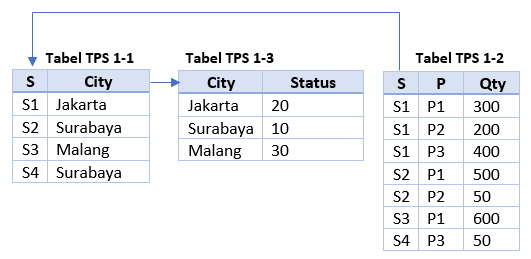 Tabel TPS 1-1
S City
S1 Jakarta
S2 Surabaya
S3 Malang
S4 Surabaya
Tabel TPS 1-3
City Status
Jakarta 20
Surabaya 10
Malang 30
Tabel TPS 1-2
S P Qty
S1 P1 300
S1 P2 200
S1 P3 400
S2 P1 500
S2 P2 50
S3 P1 600
S4 P3 50